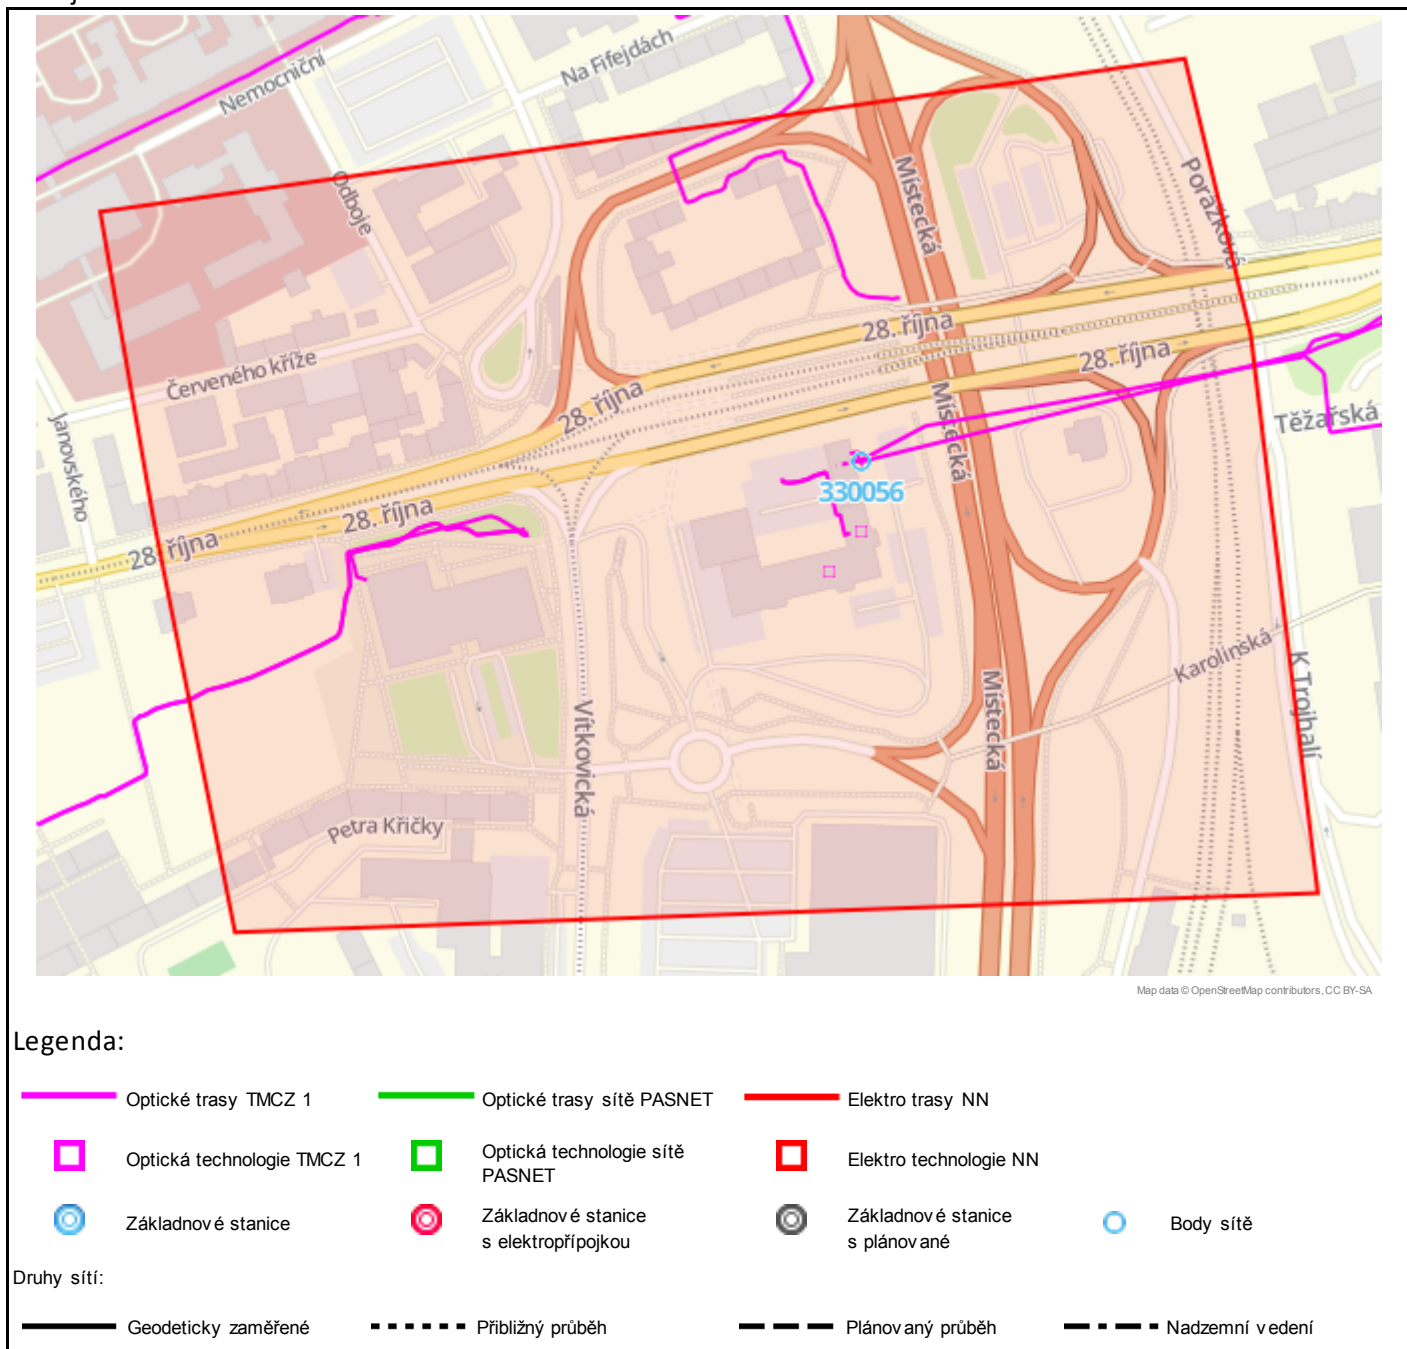 Nemocniční
Na Fifejdách
Odboje
Místecká
Porážková
28. října
28. října
Červeného kříže
28. října
Místecká
Těžařská
Janovského
330056
28. října
28. října
Karolinská
K Trojhalí
Vítkovická
Místecká
Petra Křičky
Map data © OpenStreetMap contributors, CC BY-SA
Legenda:
Optické trasy TMCZ 1
Optické trasy sítě PASNET
Elektro trasy NN
Optická technologie TMCZ 1
Optická technologie sítě
PASNET
Elektro technologie NN
Základnové stanice
Základnové stanice
s elektropřípojkou
Základnové stanice
s plánované
Body sítě
Druhy sítí:
Geodeticky zaměřené
Přibližný průběh
Plánovaný průběh
Nadzemní vedení